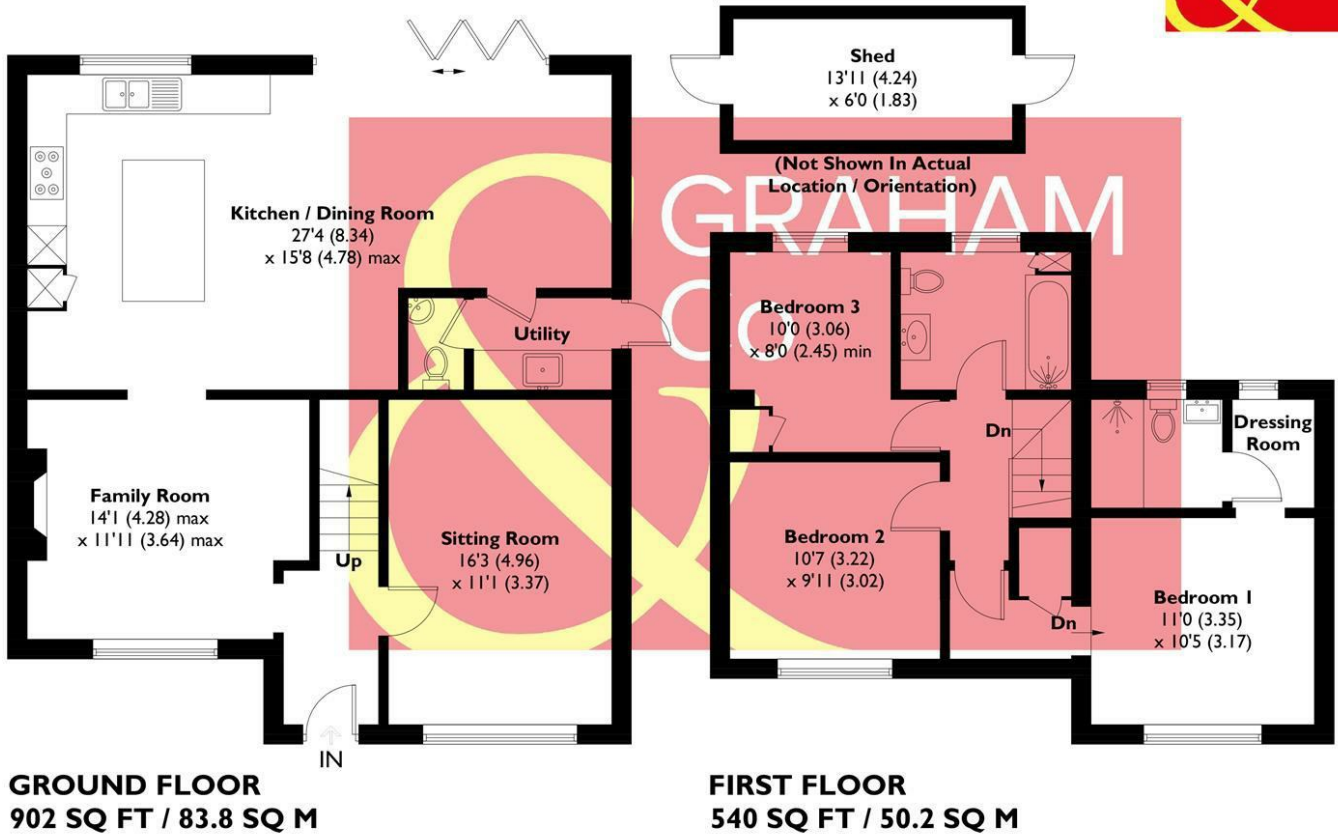 Shed
13'11 (4.24)
x 6'0 (1.83)
(Not Shown In Actual
Location / Orientation)
GRAHAM
Co
Kitchen / Dining Room
27'4 (8.34)
x 15'8 (4.78) max
Utility
Family Room
14'1 (4.28) max
x 11'11 (3.64) max
Up
Sitting Room
16'3 (4.96)
x 11'1 (3.37)
IN
Bedroom 3
10'0 (3.06)
x 8'0 (2.45) min
Dn
Dressing
Room
Bedroom 2
10'7 (3.22)
x 9'11 (3.02)
Dn
Bedroom 1
11'0 (3.35)
x 10'5 (3.17)
GROUND FLOOR
902 SQ FT / 83.8 SQ M
FIRST FLOOR
540 SQ FT / 50.2 SQ M